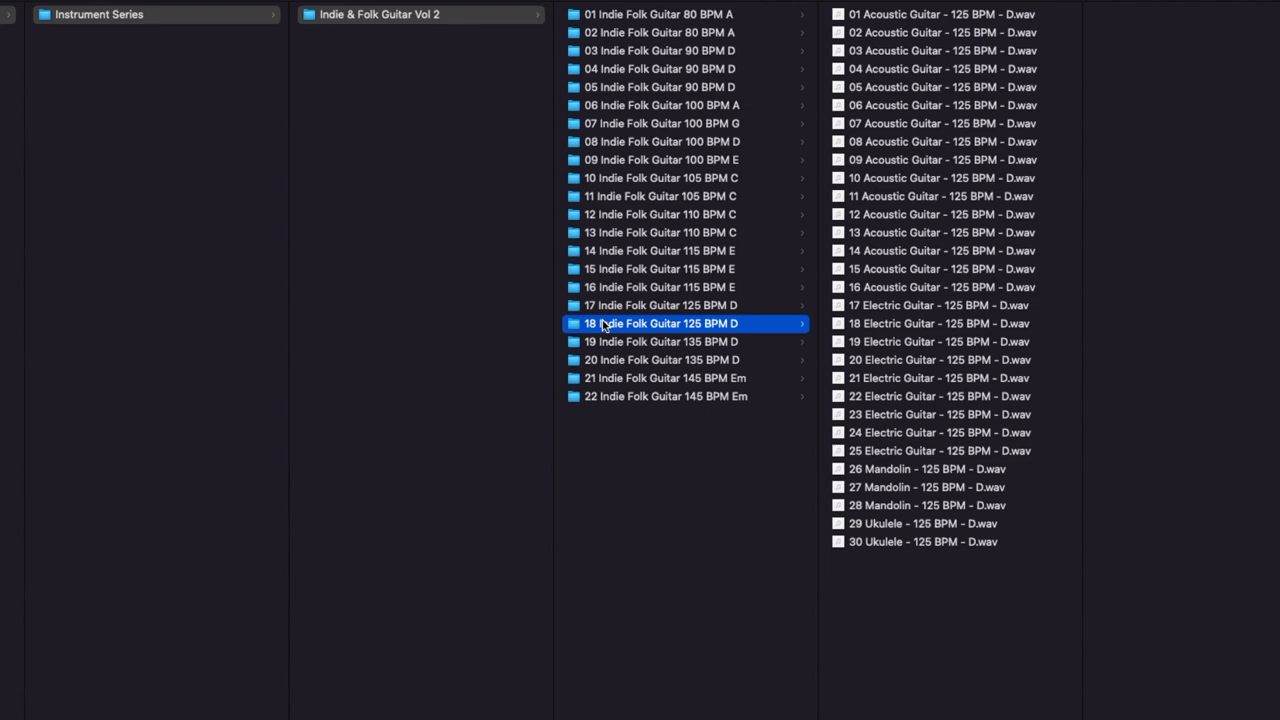 Instrument Series
Indie & Folk Guitar Vol 2
01 Indie Folk Guitar 80 BPM A
02 Indie Folk Guitar 80 BPM A
03 Indie Folk Guitar 90 BPM D
04 Indie Folk Guitar 90 BPM D
05 Indie Folk Guitar 90 BPM D
06 Indie Folk Guitar 100 BPM A
07 Indie Folk Guitar 100 BPM G
08 Indie Folk Guitar 100 BPM D
09 Indie Folk Guitar 100 BPM E
10 Indie Folk Guitar 105 BPM C
11 Indie Folk Guitar 105 BPM C
12 Indie Folk Guitar 110 BPM C
13 Indie Folk Guitar 110 BPM C
14 Indie Folk Guitar 115 BPM E
15 Indie Folk Guitar 115 BPM E
16 Indie Folk Guitar 115 BPM E
17 Indie Folk Guitar 125 BPM D
18 Indie Folk Guitar 125 BPM D
19 Indie Folk Guitar 135 BPM D
20 Indie Folk Guitar 135 BPM D
21 Indie Folk Guitar 145 BPM Em
22 Indie Folk Guitar 145 BPM Em
01 Acoustic Guitar - 125 BPM - D.wav
02 Acoustic Guitar - 125 BPM - D.wav
03 Acoustic Guitar - 125 BPM - D.wav
04 Acoustic Guitar - 125 BPM - D.wav
05 Acoustic Guitar - 125 BPM - D.wav
06 Acoustic Guitar - 125 BPM - D.wav
07 Acoustic Guitar - 125 BPM - D.wav
08 Acoustic Guitar - 125 BPM - D.wav
09 Acoustic Guitar - 125 BPM - D.wav
10 Acoustic Guitar - 125 BPM - D.wav
11 Acoustic Guitar - 125 BPM - D.wav
12 Acoustic Guitar - 125 BPM - D.wav
13 Acoustic Guitar - 125 BPM - D.wav
14 Acoustic Guitar - 125 BPM - D.wav
15 Acoustic Guitar - 125 BPM - D.wav
16 Acoustic Guitar - 125 BPM - D.wav
17 Electric Guitar - 125 BPM - D.wav
18 Electric Guitar - 125 BPM - D.wav
19 Electric Guitar - 125 BPM - D.wav
20 Electric Guitar - 125 BPM - D.wav
21 Electric Guitar - 125 BPM - D.wav
22 Electric Guitar - 125 BPM - D.wav
23 Electric Guitar - 125 BPM - D.wav
24 Electric Guitar - 125 BPM - D.wav
25 Electric Guitar - 125 BPM - D.wav
26 Mandolin - 125 BPM - D.wav
27 Mandolin - 125 BPM - D.wav
28 Mandolin - 125 BPM - D.wav
29 Ukulele - 125 BPM - D.wav
30 Ukulele - 125 BPM - D.wav